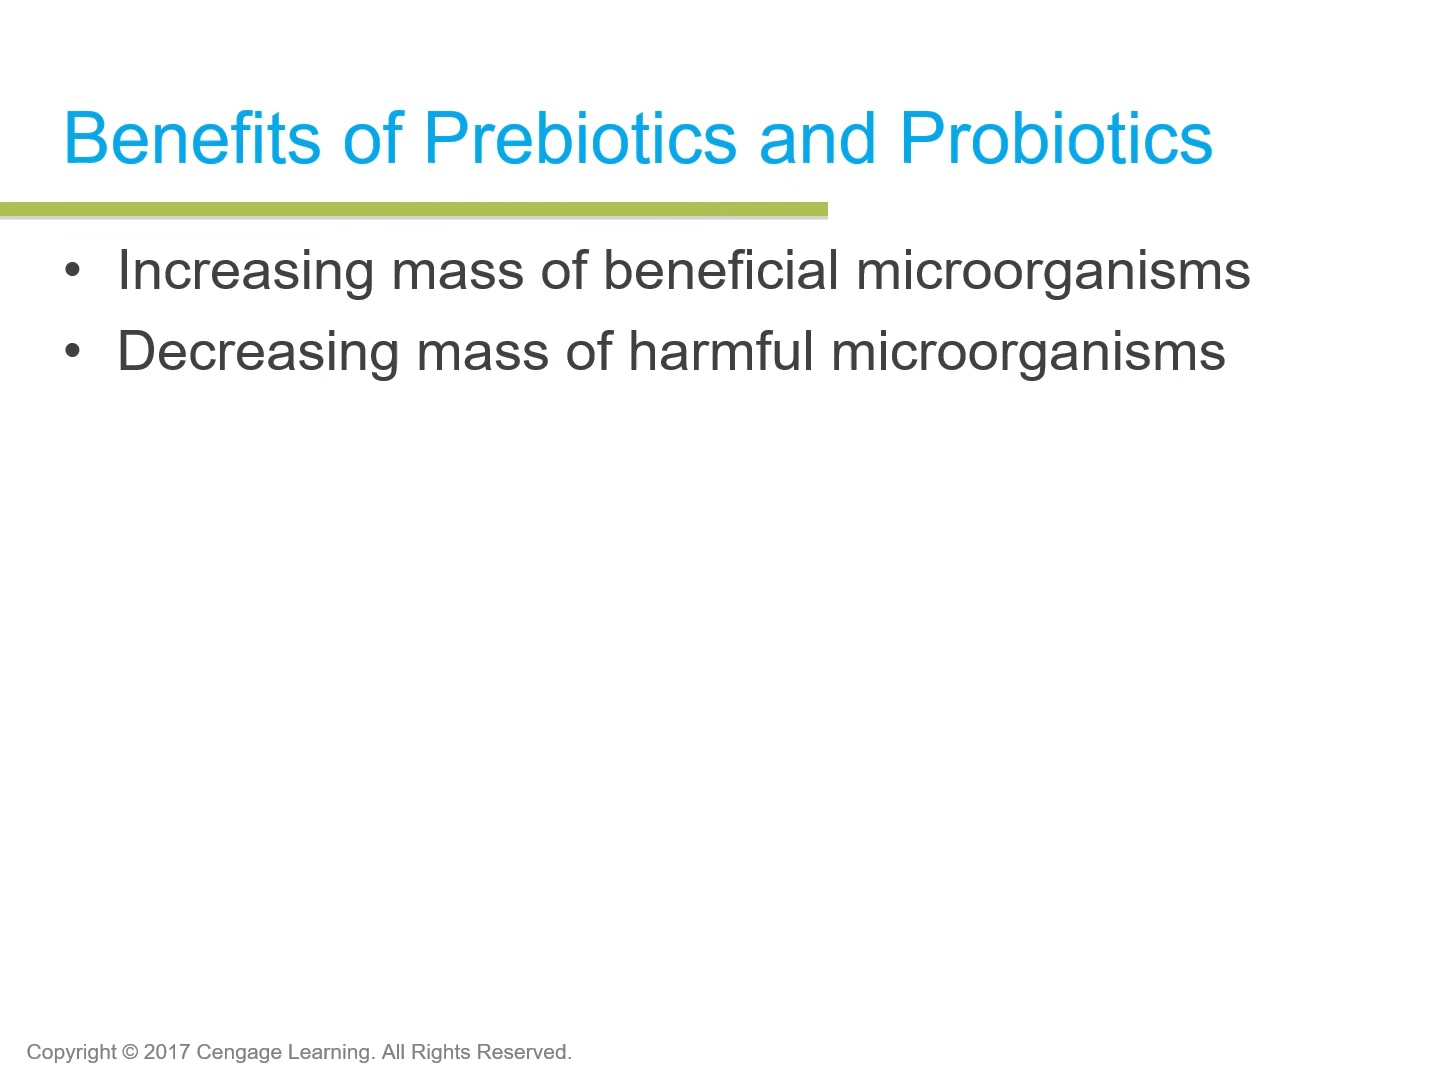 Benefits of Prebiotics and Probiotics
• Increasing mass of beneficial microorganisms
• Decreasing mass of harmful microorganisms
Copyright © 2017 Cengage Learning. All Rights Reserved.